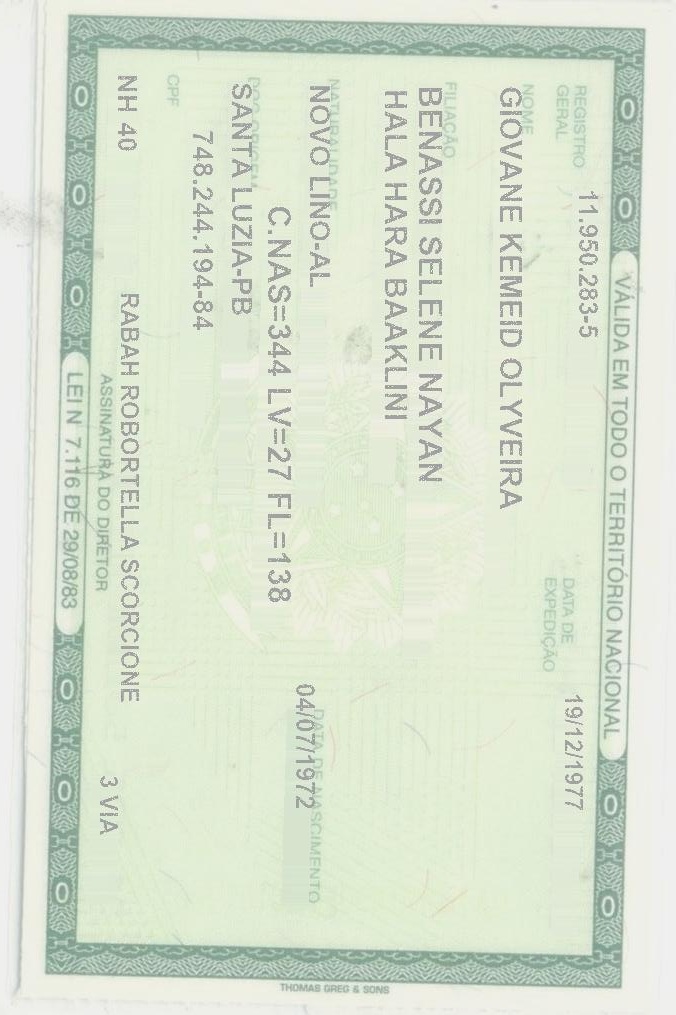 VÁLIDA EM TODO O TERRITÓRIO NACIONAL
REGISTRO GERAL 11.950.283-5 DATA DE EXPEDIÇÃO 19/12/1977
NOME
GIOVANE KEMEID OLYVEIRA
FILIAÇÃO
BENASSI SELENE NAYAN
HALA HARA BAAKLINI
NATURALIDADE DATA DE NASCIMENTO
NOVO LINO-AL 04/07/1972
C.NAS=344 LV=27 FL=138
DOC ORIGEM
SANTA LUZIA-PB
748.244.194-84
CPF
NH 40 RABAH ROBORTELLA SCORCIONE 3 VIA
ASSINATURA DO DIRETOR
LEI N 7.116 DE 29/08/83
THOMAS GREG & SONS